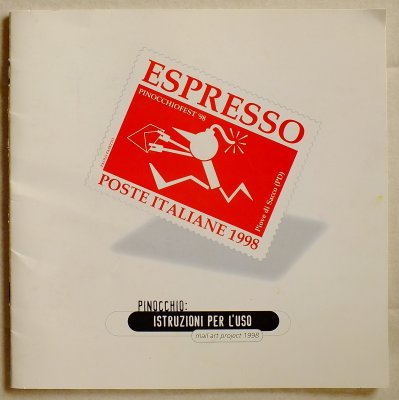 ESPRESSO
PINOCCHIOFEST '98
POSTE ITALIANE 1998
Piove di Sacco (PD)
PINOCCHIO:
ISTRUZIONI PER L'USO
mail art project 1998